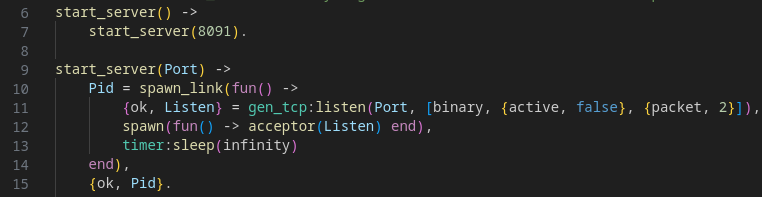 6 start_server() ->
7     start_server(8091).
8
9 start_server(Port) ->
10     Pid = spawn_link(fun() ->
11         {ok, Listen} = gen_tcp:listen(Port, [binary, {active, false}, {packet, 2}]),
12         spawn(fun() -> acceptor(Listen) end),
13         timer:sleep(infinity)
14     end),
15     {ok, Pid}.